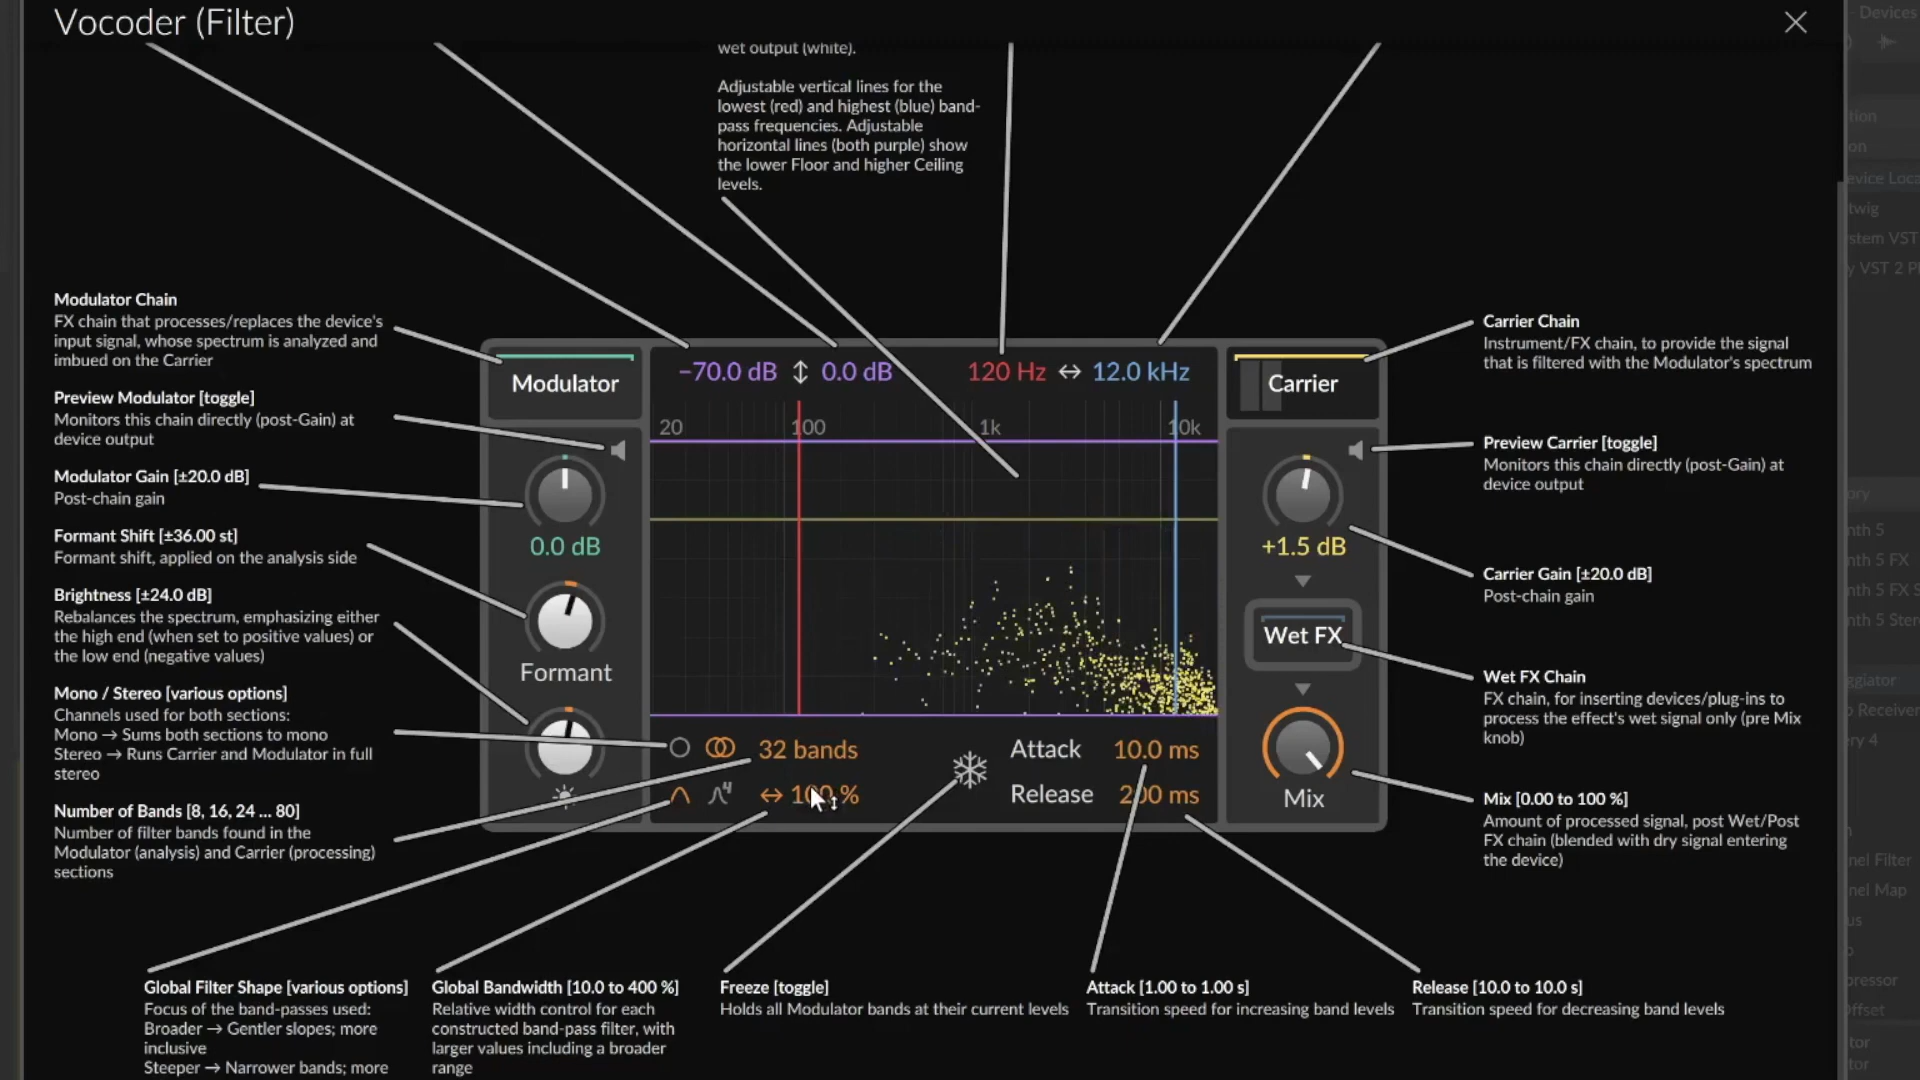 Vocoder (Filter)
Devices
wet output (white).
Adjustable vertical lines for the
lowest (red) and highest (blue) band-
pass frequencies. Adjustable
horizontal lines (both purple) show
the lower Floor and higher Ceiling
levels.
Modulator Chain
FX chain that processes/replaces the device's
input signal, whose spectrum is analyzed and
imbued on the Carrier
Preview Modulator [toggle]
Monitors this chain directly (post-Gain) at
device output
Modulator Gain [±20.0 dB]
Post-chain gain
Formant Shift [±36.00 st]
Formant shift, applied on the analysis side
Brightness [±24.0 dB]
Rebalances the spectrum, emphasizing either
the high end (when set to positive values) or
the low end (negative values)
Mono / Stereo [various options]
Channels used for both sections:
Mono → Sums both sections to mono
Stereo → Runs Carrier and Modulator in full
stereo
Number of Bands [8, 16, 24 ... 80]
Number of filter bands found in the
Modulator (analysis) and Carrier (processing)
sections
Modulator
0.0 dB
Formant
−70.0 dB ↕ 0.0 dB 120 Hz ↔ 12.0 kHz
20 100 1k 10k
32 bands
↔ 100 %
Attack 10.0 ms
Release 200 ms
Carrier
+1.5 dB
Wet FX
Mix
Carrier Chain
Instrument/FX chain, to provide the signal
that is filtered with the Modulator's spectrum
Preview Carrier [toggle]
Monitors this chain directly (post-Gain) at
device output
Carrier Gain [±20.0 dB]
Post-chain gain
Wet FX Chain
FX chain, for inserting devices/plug-ins to
process the effect's wet signal only (pre Mix
knob)
Mix [0.00 to 100 %]
Amount of processed signal, post Wet/Post
FX chain (blended with dry signal entering
the device)
Global Filter Shape [various options]
Focus of the band-passes used:
Broader → Gentler slopes; more
inclusive
Steeper → Narrower bands; more
Global Bandwidth [10.0 to 400 %]
Relative width control for each
constructed band-pass filter, with
larger values including a broader
range
Freeze [toggle]
Holds all Modulator bands at their current levels
Attack [1.00 to 1.00 s]
Transition speed for increasing band levels
Release [10.0 to 10.0 s]
Transition speed for decreasing band levels